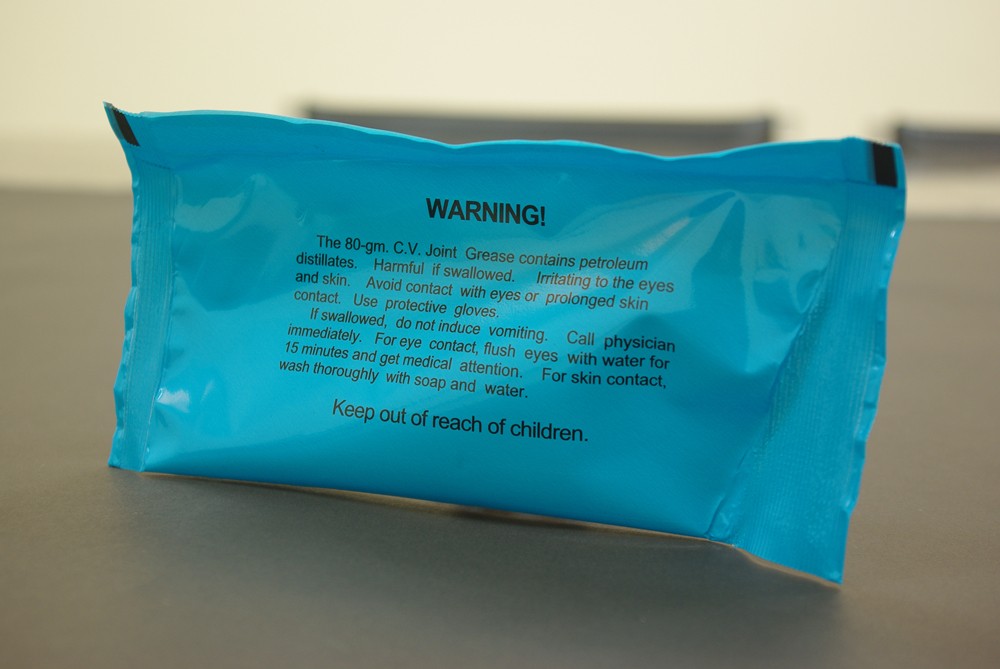 WARNING!
The 80-gm. C.V. Joint Grease contains petroleum
distillates. Harmful if swallowed. Irritating to the eyes
and skin. Avoid contact with eyes or prolonged skin
contact. Use protective gloves.
If swallowed, do not induce vomiting. Call physician
immediately. For eye contact, flush eyes with water for
15 minutes and get medical attention. For skin contact,
wash thoroughly with soap and water.
Keep out of reach of children.